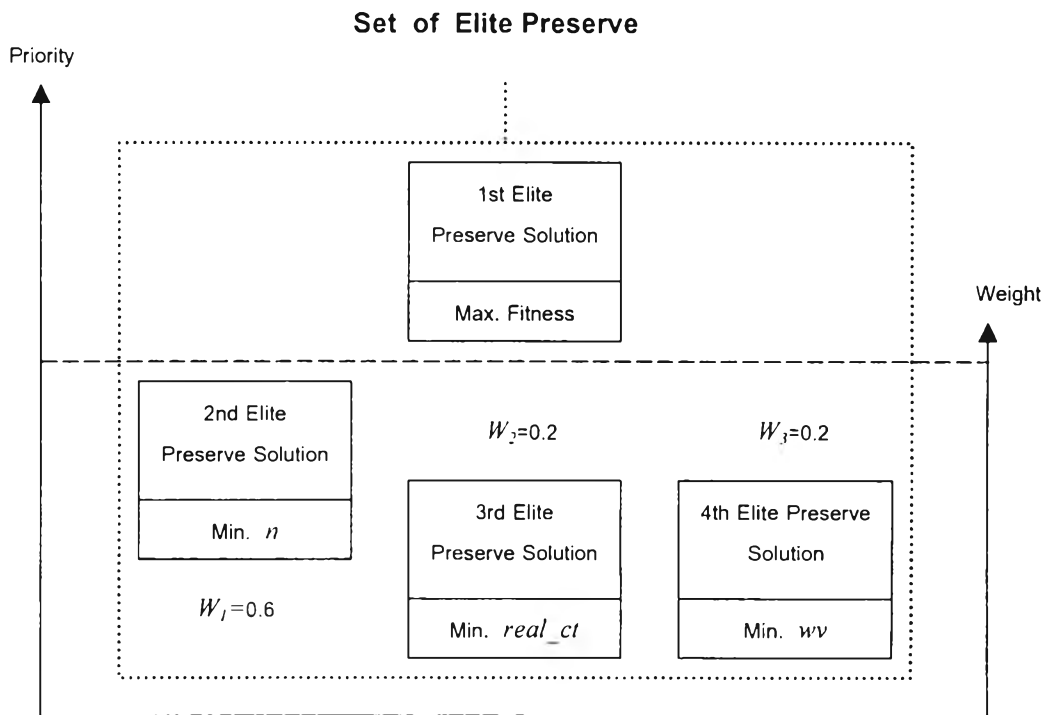 Set of Elite Preserve
Priority
1st Elite
Preserve Solution
Max. Fitness
Weight
2nd Elite
Preserve Solution
Min. n
W₁=0.6
W₂=0.2
3rd Elite
Preserve Solution
Min. real_ct
W₃=0.2
4th Elite Preserve
Solution
Min. wv